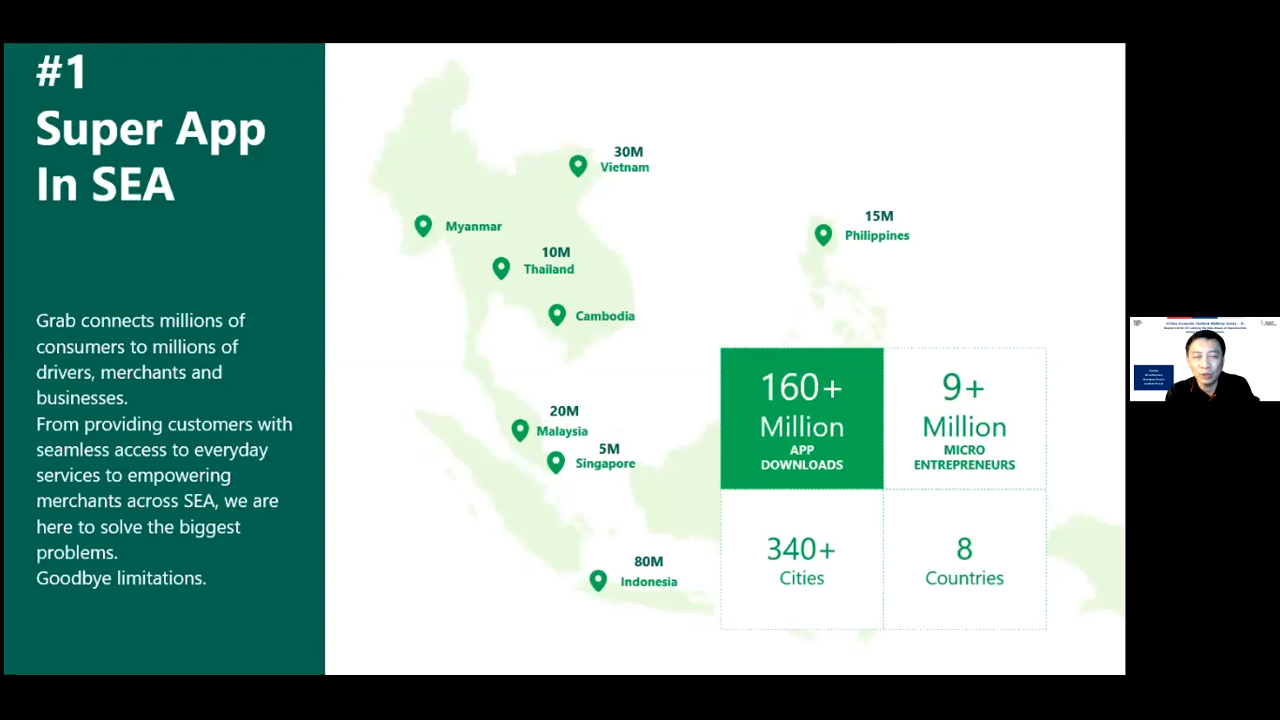 #1
Super App
In SEA
Grab connects millions of
consumers to millions of
drivers, merchants and
businesses.
From providing customers with
seamless access to everyday
services to empowering
merchants across SEA, we are
here to solve the biggest
problems.
Goodbye limitations.
30M
Vietnam
Myanmar
10M
Thailand
Cambodia
15M
Philippines
20M
Malaysia
5M
Singapore
80M
Indonesia
160+
Million
APP
DOWNLOADS
9+
Million
MICRO
ENTREPRENEURS
340+
Cities
8
Countries